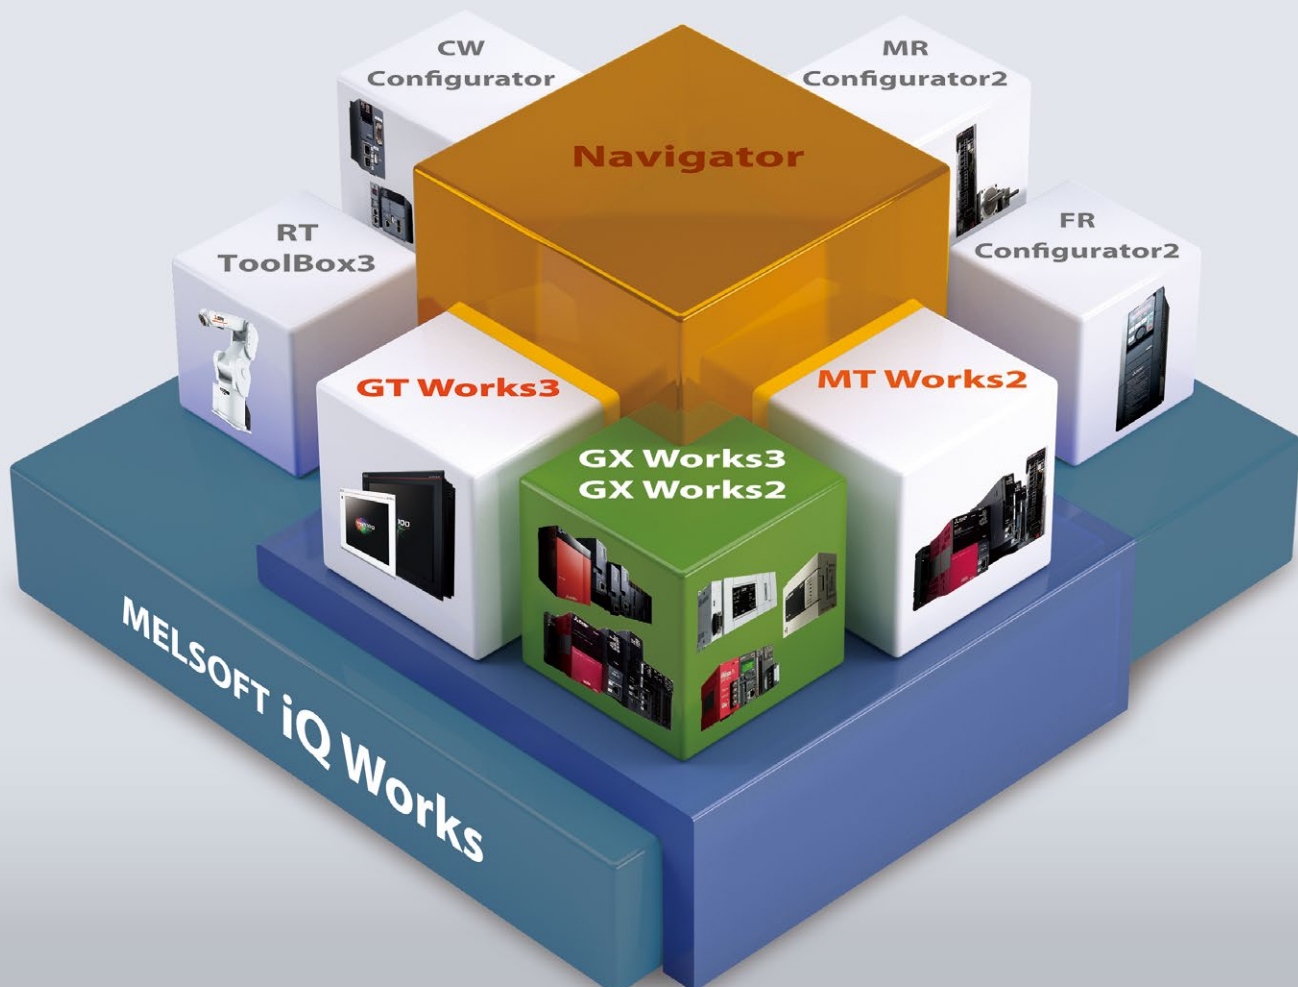 CW
Configurator
MR
Configurator2
Navigator
RT
ToolBox3
FR
Configurator2
GT Works3
MT Works2
GX Works3
GX Works2
MELSOFT iQ Works